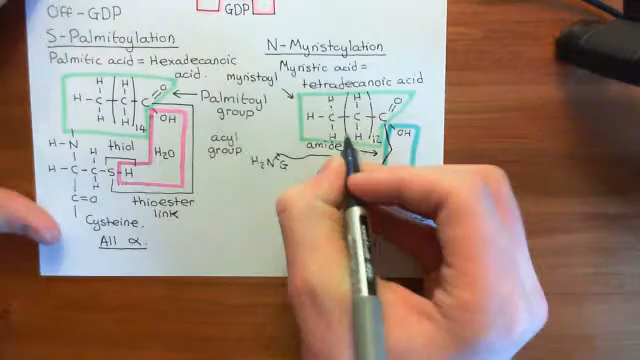 Off-GDP
GDP
S-Palmitoylation
Palmitic acid = Hexadecanoic
acid.
H H O
H-C-C-C
H H 14 OH
Palmitoyl
group
H-N H thiol H2O
H-C-C-S-H
H
C=O
thioester
link
Cysteine
All α.
N-Myristoylation
Myristic acid =
tetradecanoic acid
myristoyl
H H O
H-C-C-C
H H 12 OH
acyl
group
amide
H2N G